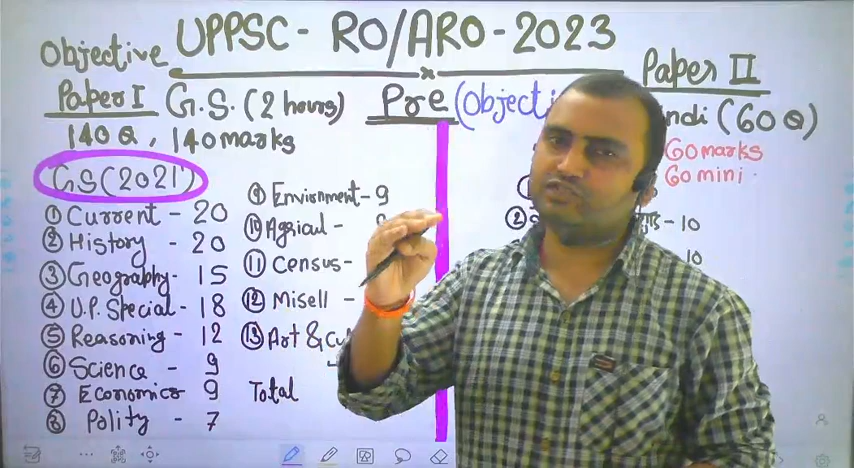 UPPSC- RO/ARO-2023
Objective
Paper I G.S. (2 hours)
140 Q, 140 marks
Pre (Objecti
Paper II
ndi (60 Q)
60 marks
60 mini
GS(2021)
① Current - 20
② History - 20
③ Geography- 15
④ U.P. Special - 18
⑤ Reasoning - 12
⑥ Science - 9
⑦ Economics 9
⑧ Polity - 7
⑨ Envirnment- 9
⑩ Agricul -
⑪ Census-
⑫ Misell -
⑬ Art & cu
Total
②
- 10
10